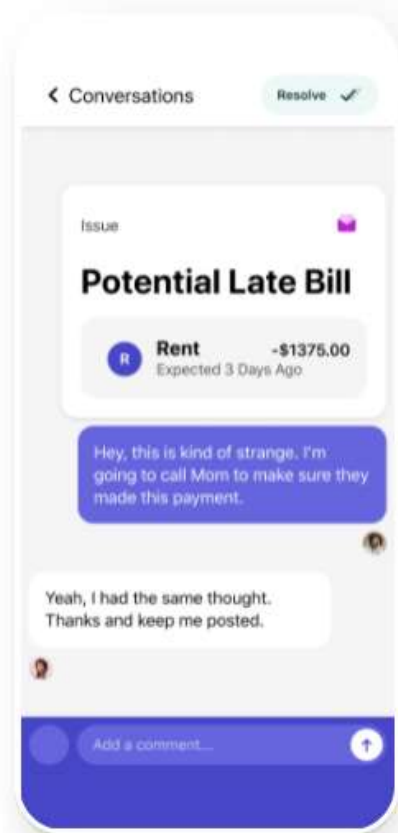 Conversations
Resolve
Issue
Potential Late Bill
R
Rent
-$1375.00
Expected 3 Days Ago
Hey, this is kind of strange. I'm
going to call Mom to make sure they
made this payment.
Yeah, I had the same thought.
Thanks and keep me posted.
Add a comment...